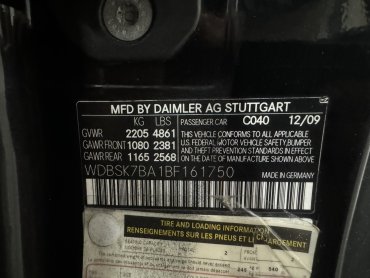 MFD BY DAIMLER AG STUTTGART
KG LBS PASSENGER CAR C040 12/09
GVWR 2205 4861 THIS VEHICLE CONFORMS TO ALL APPLICABLE
GAWR FRONT 1080 2381 U.S. FEDERAL MOTOR VEHICLE SAFETY, BUMPER
GAWR REAR 1165 2568 AND THEFT PREVENTION STANDARDS IN EFFECT
ON THE DATE OF MANUFACTURE SHOWN ABOVE.
WDBSK7BA1BF161750
TIRE AND LOADING INFORMATION
RENSEIGNEMENTS SUR LES PNEUS ET LE CHARGEMENT
SEATING CAPACITY
2